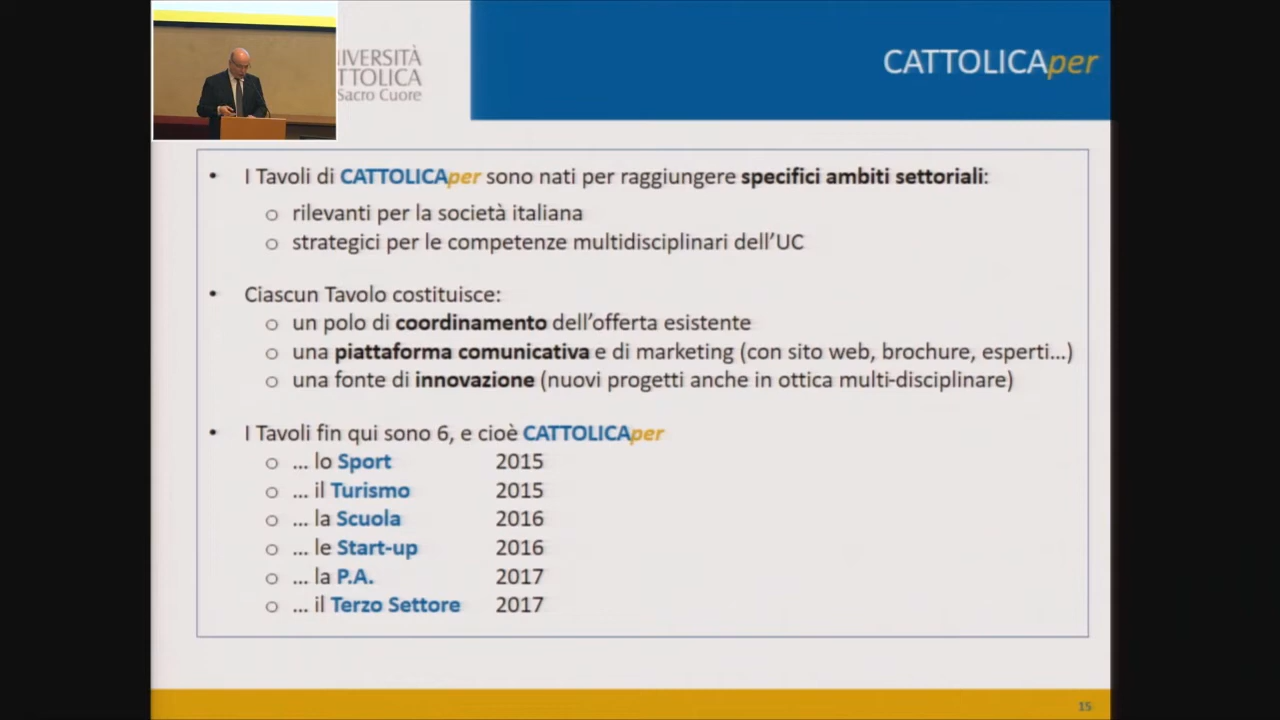 CATTOLICAper
Sacro Cuore
• I Tavoli di CATTOLICAper sono nati per raggiungere specifici ambiti settoriali:
o rilevanti per la società italiana
o strategici per le competenze multidisciplinari dell'UC
• Ciascun Tavolo costituisce:
o un polo di coordinamento dell'offerta esistente
o una piattaforma comunicativa e di marketing (con sito web, brochure, esperti...)
o una fonte di innovazione (nuovi progetti anche in ottica multi-disciplinare)
• I Tavoli fin qui sono 6, e cioè CATTOLICAper
o ... lo Sport 2015
o ... il Turismo 2015
o ... la Scuola 2016
o ... le Start-up 2016
o ... la P.A. 2017
o ... il Terzo Settore 2017
15